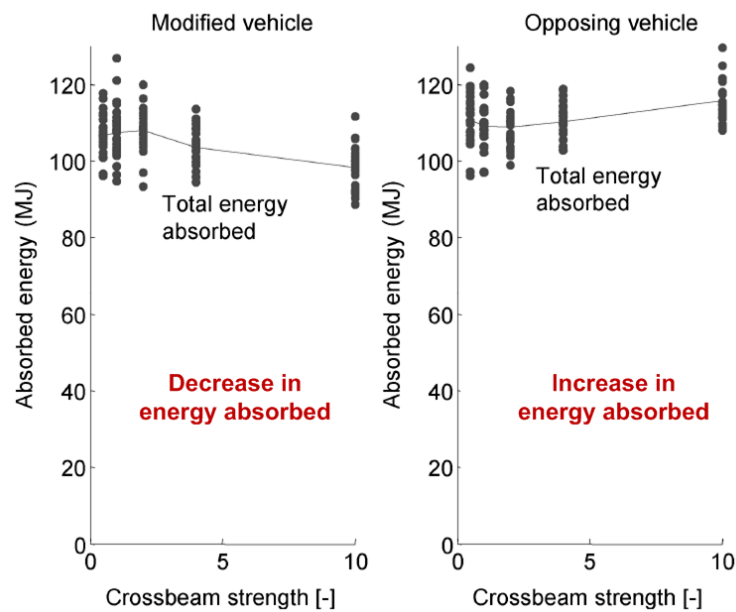 Modified vehicle
Absorbed energy (MJ)
120
100
80
60
40
20
0
Total energy
absorbed
Decrease in
energy absorbed
0 5 10
Crossbeam strength [-]
Opposing vehicle
Absorbed energy (MJ)
120
100
80
60
40
20
0
Total energy
absorbed
Increase in
energy absorbed
0 5 10
Crossbeam strength [-]